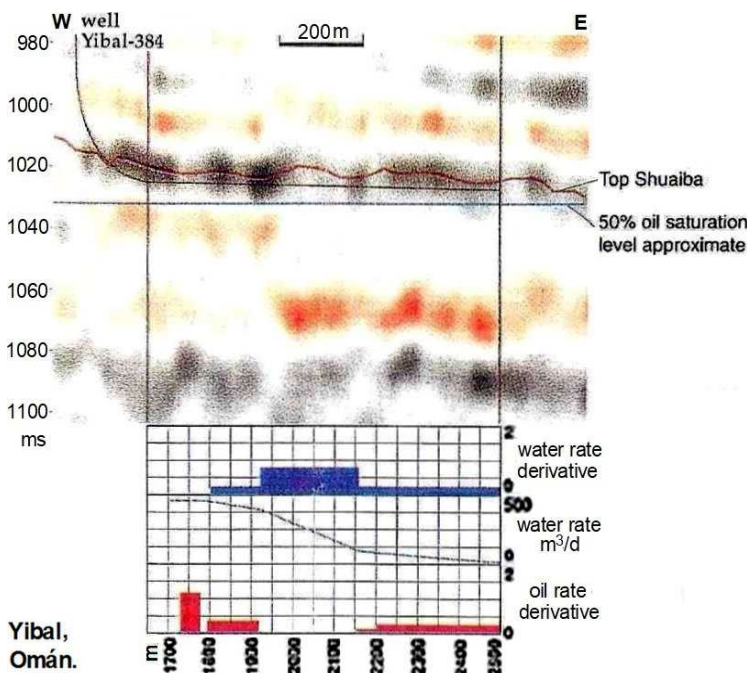 W well E
Yibal-384
200m
980
1000
1020
1040
1060
1080
1100
ms
Top Shuaiba
50% oil saturation
level approximate
2
water rate
derivative
0
500
water rate
m³/d
0
2
oil rate
derivative
0
Yibal,
Omán.
m 1700 1800 1900 2000 2100 2200 2300 2400 2500